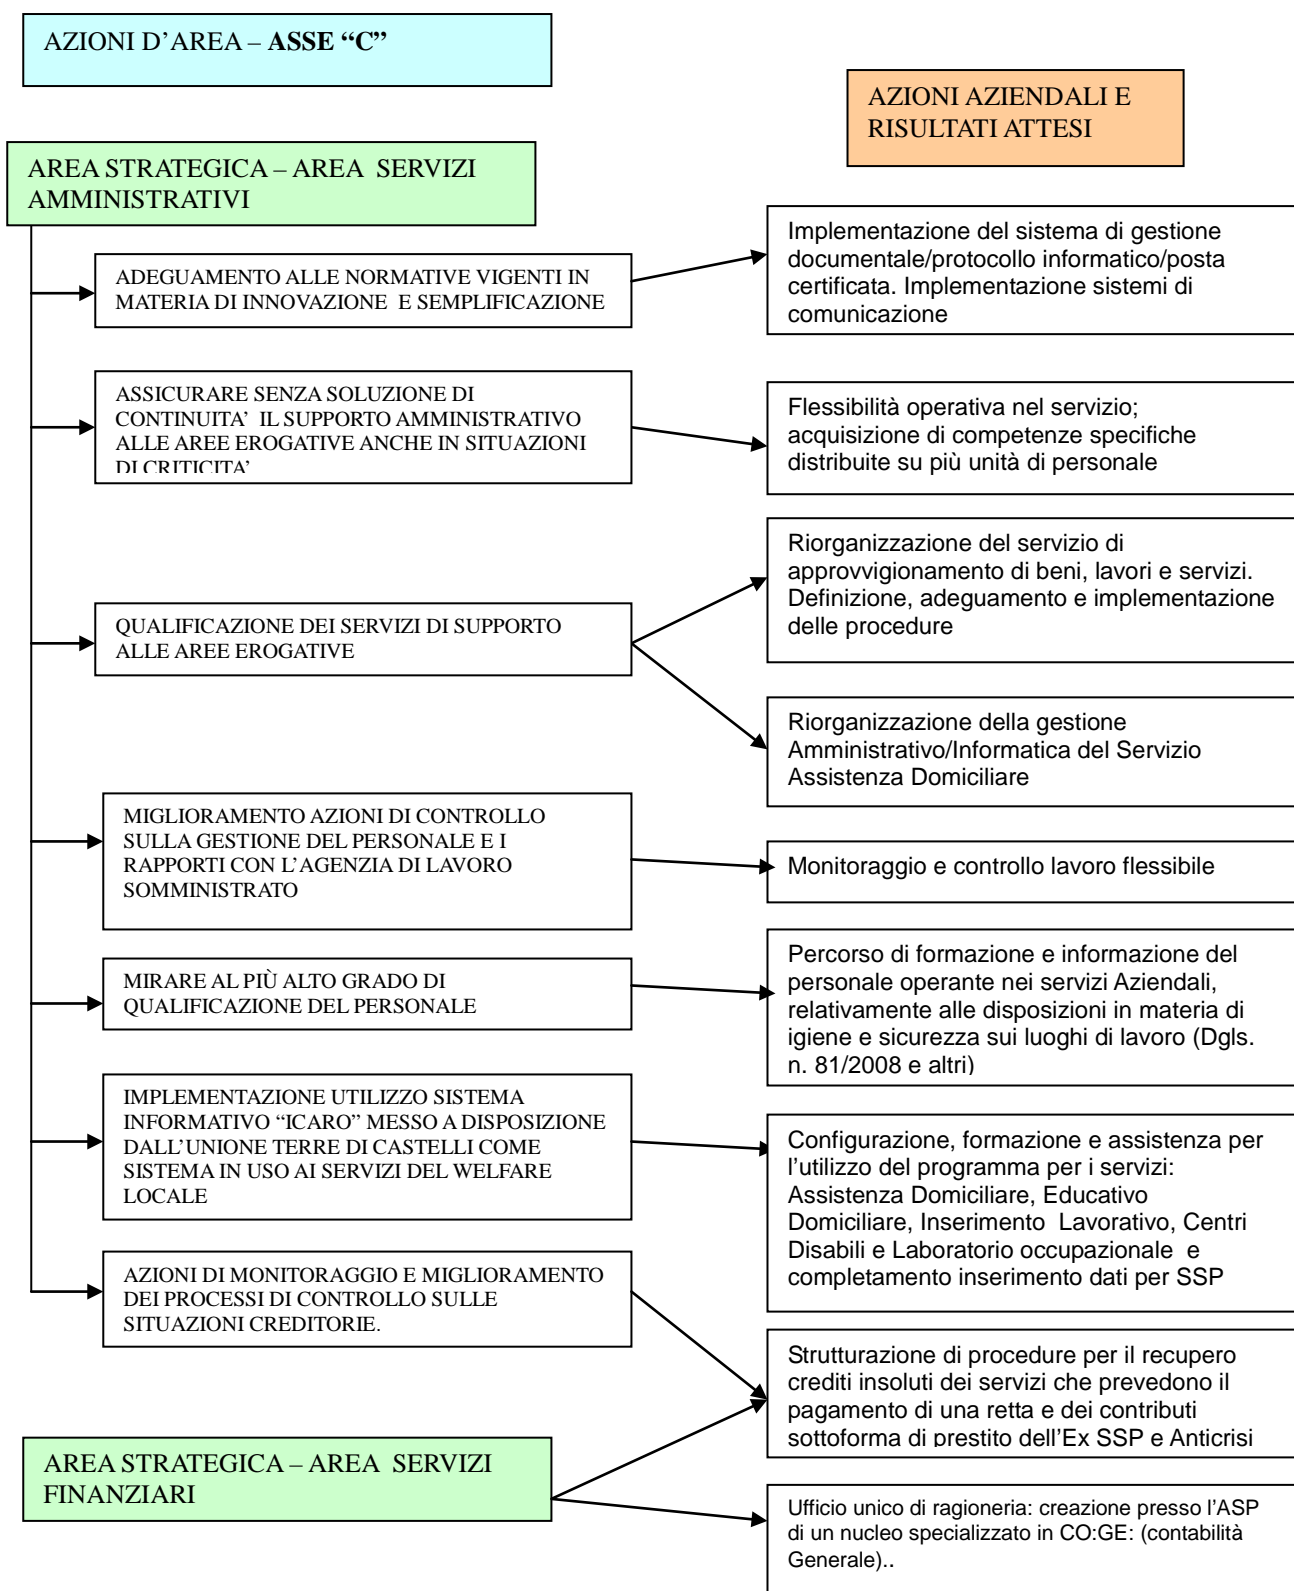 AZIONI D’AREA – ASSE “C”
AZIONI AZIENDALI E
RISULTATI ATTESI
AREA STRATEGICA – AREA SERVIZI
AMMINISTRATIVI
ADEGUAMENTO ALLE NORMATIVE VIGENTI IN
MATERIA DI INNOVAZIONE E SEMPLIFICAZIONE
Implementazione del sistema di gestione
documentale/protocollo informatico/posta
certificata. Implementazione sistemi di
comunicazione
ASSICURARE SENZA SOLUZIONE DI
CONTINUITA’ IL SUPPORTO AMMINISTRATIVO
ALLE AREE EROGATIVE ANCHE IN SITUAZIONI
DI CRITICITA’
Flessibilità operativa nel servizio;
acquisizione di competenze specifiche
distribuite su più unità di personale
QUALIFICAZIONE DEI SERVIZI DI SUPPORTO
ALLE AREE EROGATIVE
Riorganizzazione del servizio di
approvvigionamento di beni, lavori e servizi.
Definizione, adeguamento e implementazione
delle procedure
Riorganizzazione della gestione
Amministrativo/Informatica del Servizio
Assistenza Domiciliare
MIGLIORAMENTO AZIONI DI CONTROLLO
SULLA GESTIONE DEL PERSONALE E I
RAPPORTI CON L’AGENZIA DI LAVORO
SOMMINISTRATO
Monitoraggio e controllo lavoro flessibile
MIRARE AL PIÙ ALTO GRADO DI
QUALIFICAZIONE DEL PERSONALE
Percorso di formazione e informazione del
personale operante nei servizi Aziendali,
relativamente alle disposizioni in materia di
igiene e sicurezza sui luoghi di lavoro (Dgls.
n. 81/2008 e altri)
IMPLEMENTAZIONE UTILIZZO SISTEMA
INFORMATIVO “ICARO” MESSO A DISPOSIZIONE
DALL’UNIONE TERRE DI CASTELLI COME
SISTEMA IN USO AI SERVIZI DEL WELFARE
LOCALE
Configurazione, formazione e assistenza per
l’utilizzo del programma per i servizi:
Assistenza Domiciliare, Educativo
Domiciliare, Inserimento Lavorativo, Centri
Disabili e Laboratorio occupazionale e
completamento inserimento dati per SSP
AZIONI DI MONITORAGGIO E MIGLIORAMENTO
DEI PROCESSI DI CONTROLLO SULLE
SITUAZIONI CREDITORIE.
Strutturazione di procedure per il recupero
crediti insoluti dei servizi che prevedono il
pagamento di una retta e dei contributi
sottoforma di prestito dell’Ex SSP e Anticrisi
AREA STRATEGICA – AREA SERVIZI
FINANZIARI
Ufficio unico di ragioneria: creazione presso l’ASP
di un nucleo specializzato in CO:GE: (contabilità
Generale)..